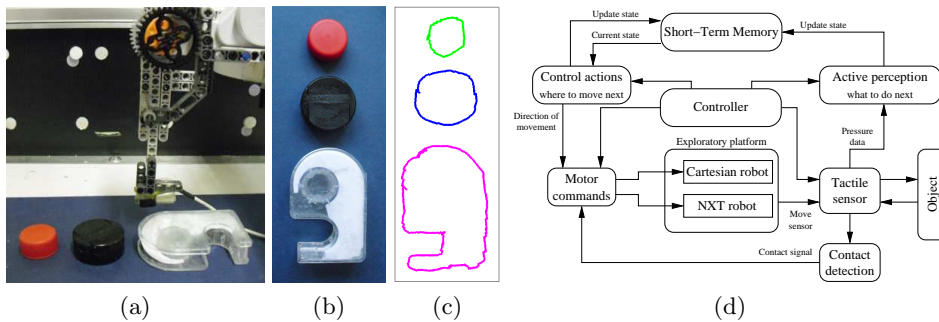 Update state
Short−Term Memory
Update state
Current state
Control actions
where to move next
Active perception
what to do next
Controller
Direction of
movement
Exploratory platform
Pressure
data
Motor
commands
Cartesian robot
NXT robot
Tactile
sensor
Object
Move
sensor
Contact signal
Contact
detection
(a)
(b)
(c)
(d)